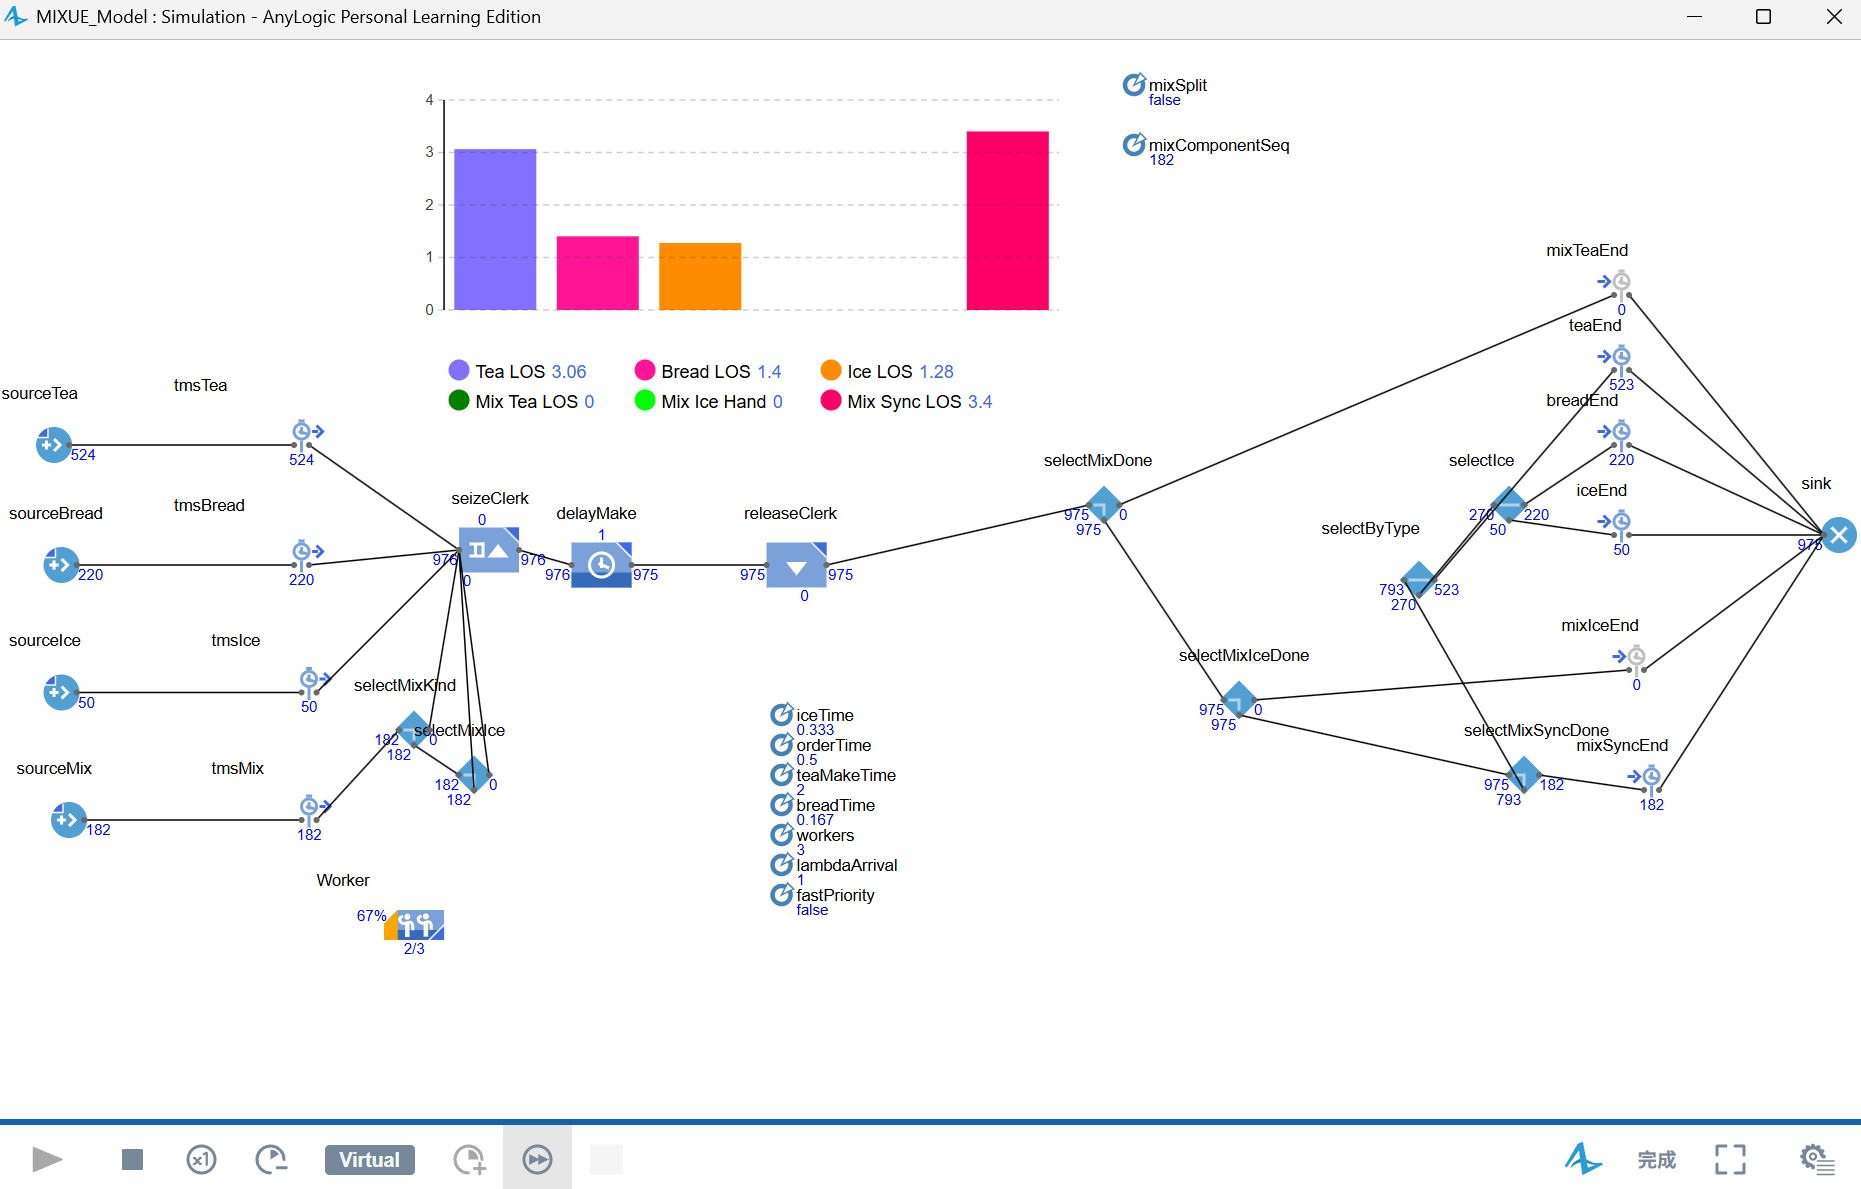 MIXUE_Model : Simulation - AnyLogic Personal Learning Edition
mixSplit
false
mixComponentSeq
182
4
3
2
1
0
Tea LOS 3.06
Bread LOS 1.4
Ice LOS 1.28
Mix Tea LOS 0
Mix Ice Hand 0
Mix Sync LOS 3.4
sourceTea
524
tmsTea
524
sourceBread
220
tmsBread
220
sourceIce
50
tmsIce
50
sourceMix
182
tmsMix
182
selectMixKind
182
0
182
selectMixIce
182
0
182
seizeClerk
0
976
976
0
delayMake
1
976
975
releaseClerk
975
975
0
Worker
67%
2/3
iceTime
0.333
orderTime
0.5
teaMakeTime
2
breadTime
0.167
workers
3
lambdaArrival
1
fastPriority
false
selectMixDone
975
0
975
selectMixIceDone
975
0
975
selectByType
793
523
270
selectIce
270
220
50
selectMixSyncDone
975
182
793
mixTeaEnd
0
teaEnd
523
breadEnd
220
iceEnd
50
mixIceEnd
0
mixSyncEnd
182
sink
975
x1
Virtual
完成